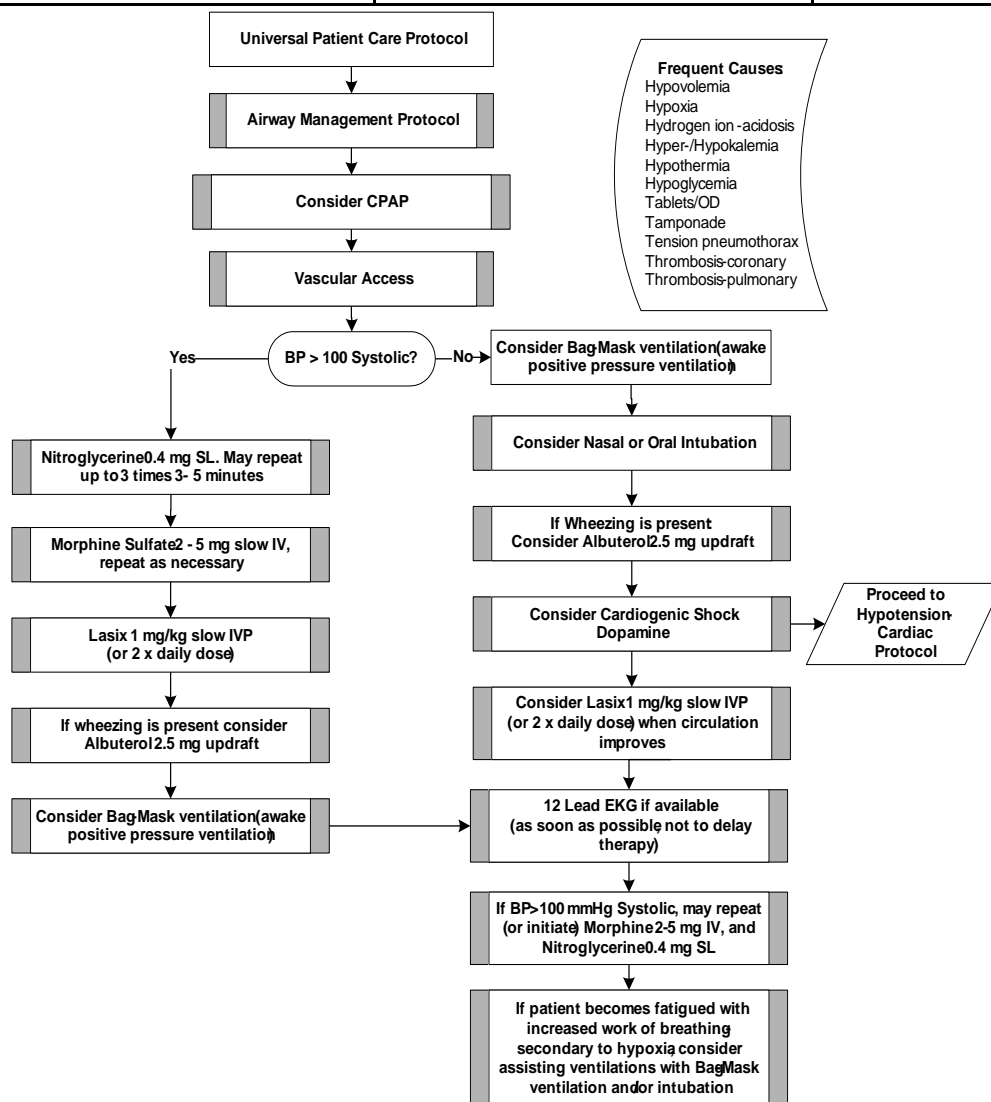 Universal Patient Care Protocol
Airway Management Protocol
Consider CPAP
Vascular Access
BP > 100 Systolic?
Yes
No
Frequent Causes:
Hypovolemia
Hypoxia
Hydrogen ion -acidosis
Hyper-/Hypokalemia
Hypothermia
Hypoglycemia
Tablets/OD
Tamponade
Tension pneumothorax
Thrombosis-coronary
Thrombosis-pulmonary
Nitroglycerine 0.4 mg SL. May repeat
up to 3 times 3- 5 minutes
Morphine Sulfate 2 - 5 mg slow IV,
repeat as necessary
Lasix 1 mg/kg slow IVP
(or 2 x daily dose)
If wheezing is present consider
Albuterol 2.5 mg updraft
Consider Bag-Mask ventilation (awake
positive pressure ventilation)
Consider Bag-Mask ventilation (awake
positive pressure ventilation)
Consider Nasal or Oral Intubation
If Wheezing is present
Consider Albuterol 2.5 mg updraft
Consider Cardiogenic Shock
Dopamine
Proceed to
Hypotension-
Cardiac
Protocol
Consider Lasix 1 mg/kg slow IVP
(or 2 x daily dose) when circulation
improves
12 Lead EKG if available
(as soon as possible, not to delay
therapy)
If BP>100 mmHg Systolic, may repeat
(or initiate) Morphine 2-5 mg IV, and
Nitroglycerine 0.4 mg SL
If patient becomes fatigued with
increased work of breathing,
secondary to hypoxia, consider
assisting ventilations with Bag-Mask
ventilation and/or intubation